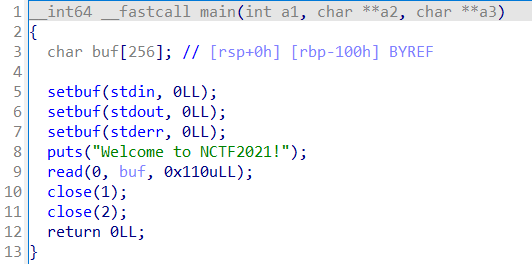 1 __int64 __fastcall main(int a1, char **a2, char **a3)
2 {
3 char buf[256]; // [rsp+0h] [rbp-100h] BYREF
4
5 setbuf(stdin, 0LL);
6 setbuf(stdout, 0LL);
7 setbuf(stderr, 0LL);
8 puts("Welcome to NCTF2021!");
9 read(0, buf, 0x110uLL);
10 close(1);
11 close(2);
12 return 0LL;
13 }